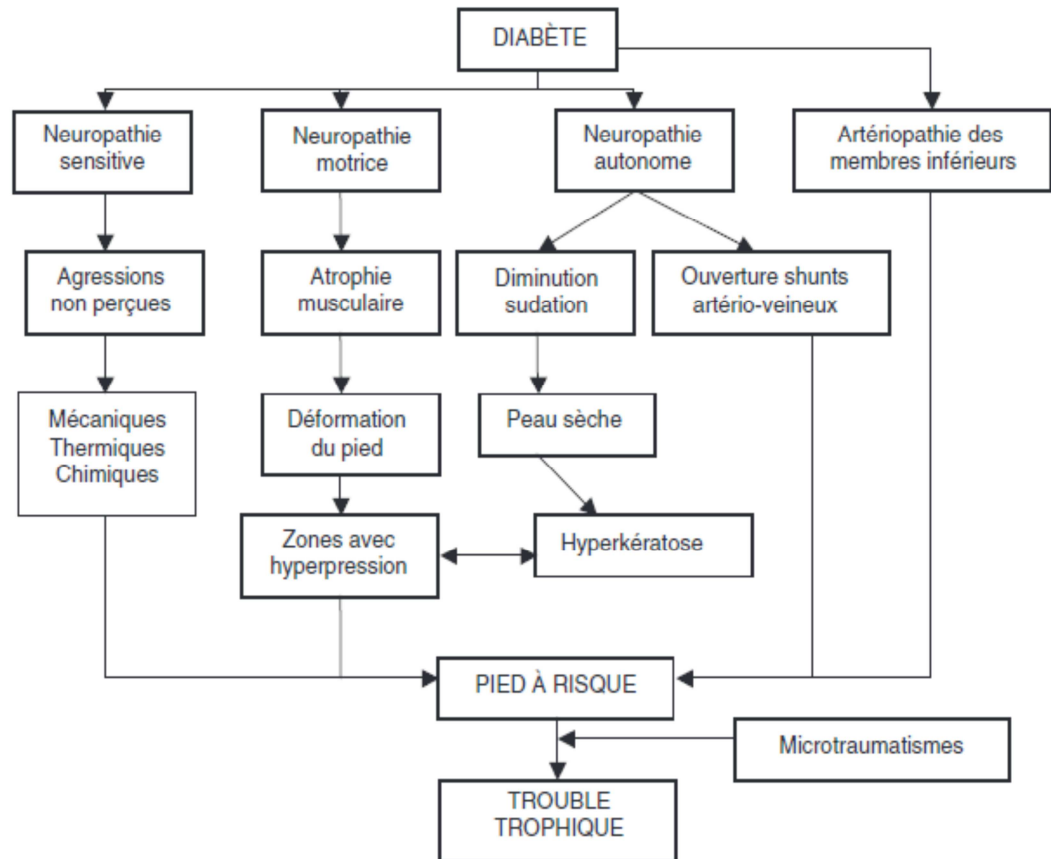 DIABÈTE
Neuropathie
sensitive
Neuropathie
motrice
Neuropathie
autonome
Artériopathie des
membres inférieurs
Agressions
non perçues
Atrophie
musculaire
Diminution
sudation
Ouverture shunts
artério-veineux
Mécaniques
Thermiques
Chimiques
Déformation
du pied
Peau sèche
Zones avec
hyperpression
Hyperkératose
PIED À RISQUE
Microtraumatismes
TROUBLE
TROPHIQUE